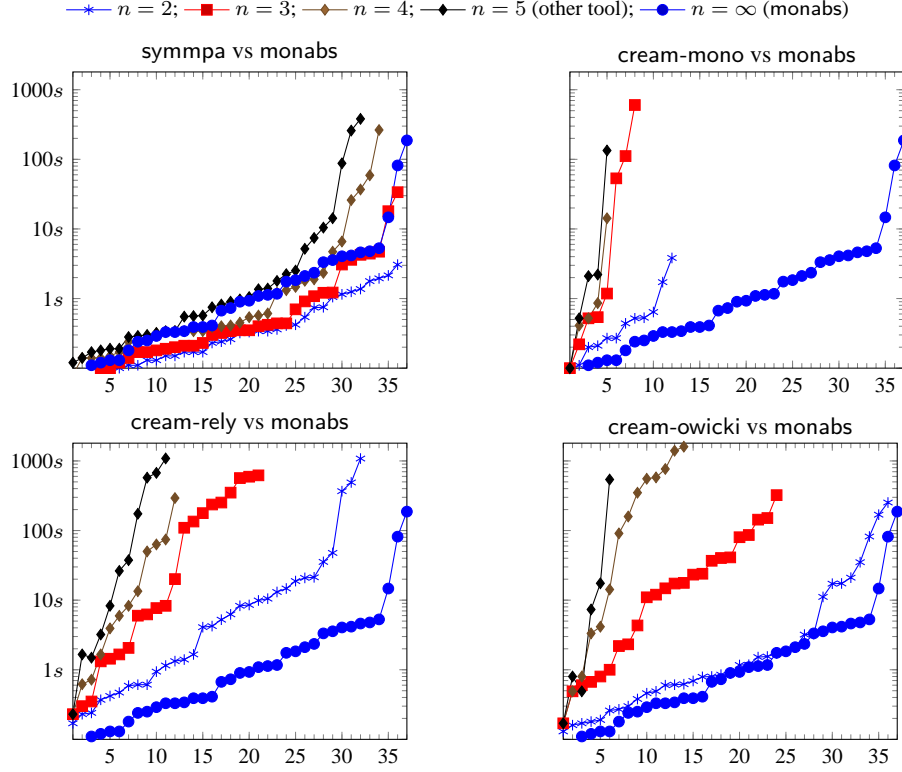 n = 2; n = 3; n = 4; n = 5 (other tool); n = ∞ (monabs)
symmpa vs monabs
cream-mono vs monabs
1000s
100s
10s
1s
5 10 15 20 25 30 35
5 10 15 20 25 30 35
cream-rely vs monabs
cream-owicki vs monabs
1000s
100s
10s
1s
5 10 15 20 25 30 35
5 10 15 20 25 30 35